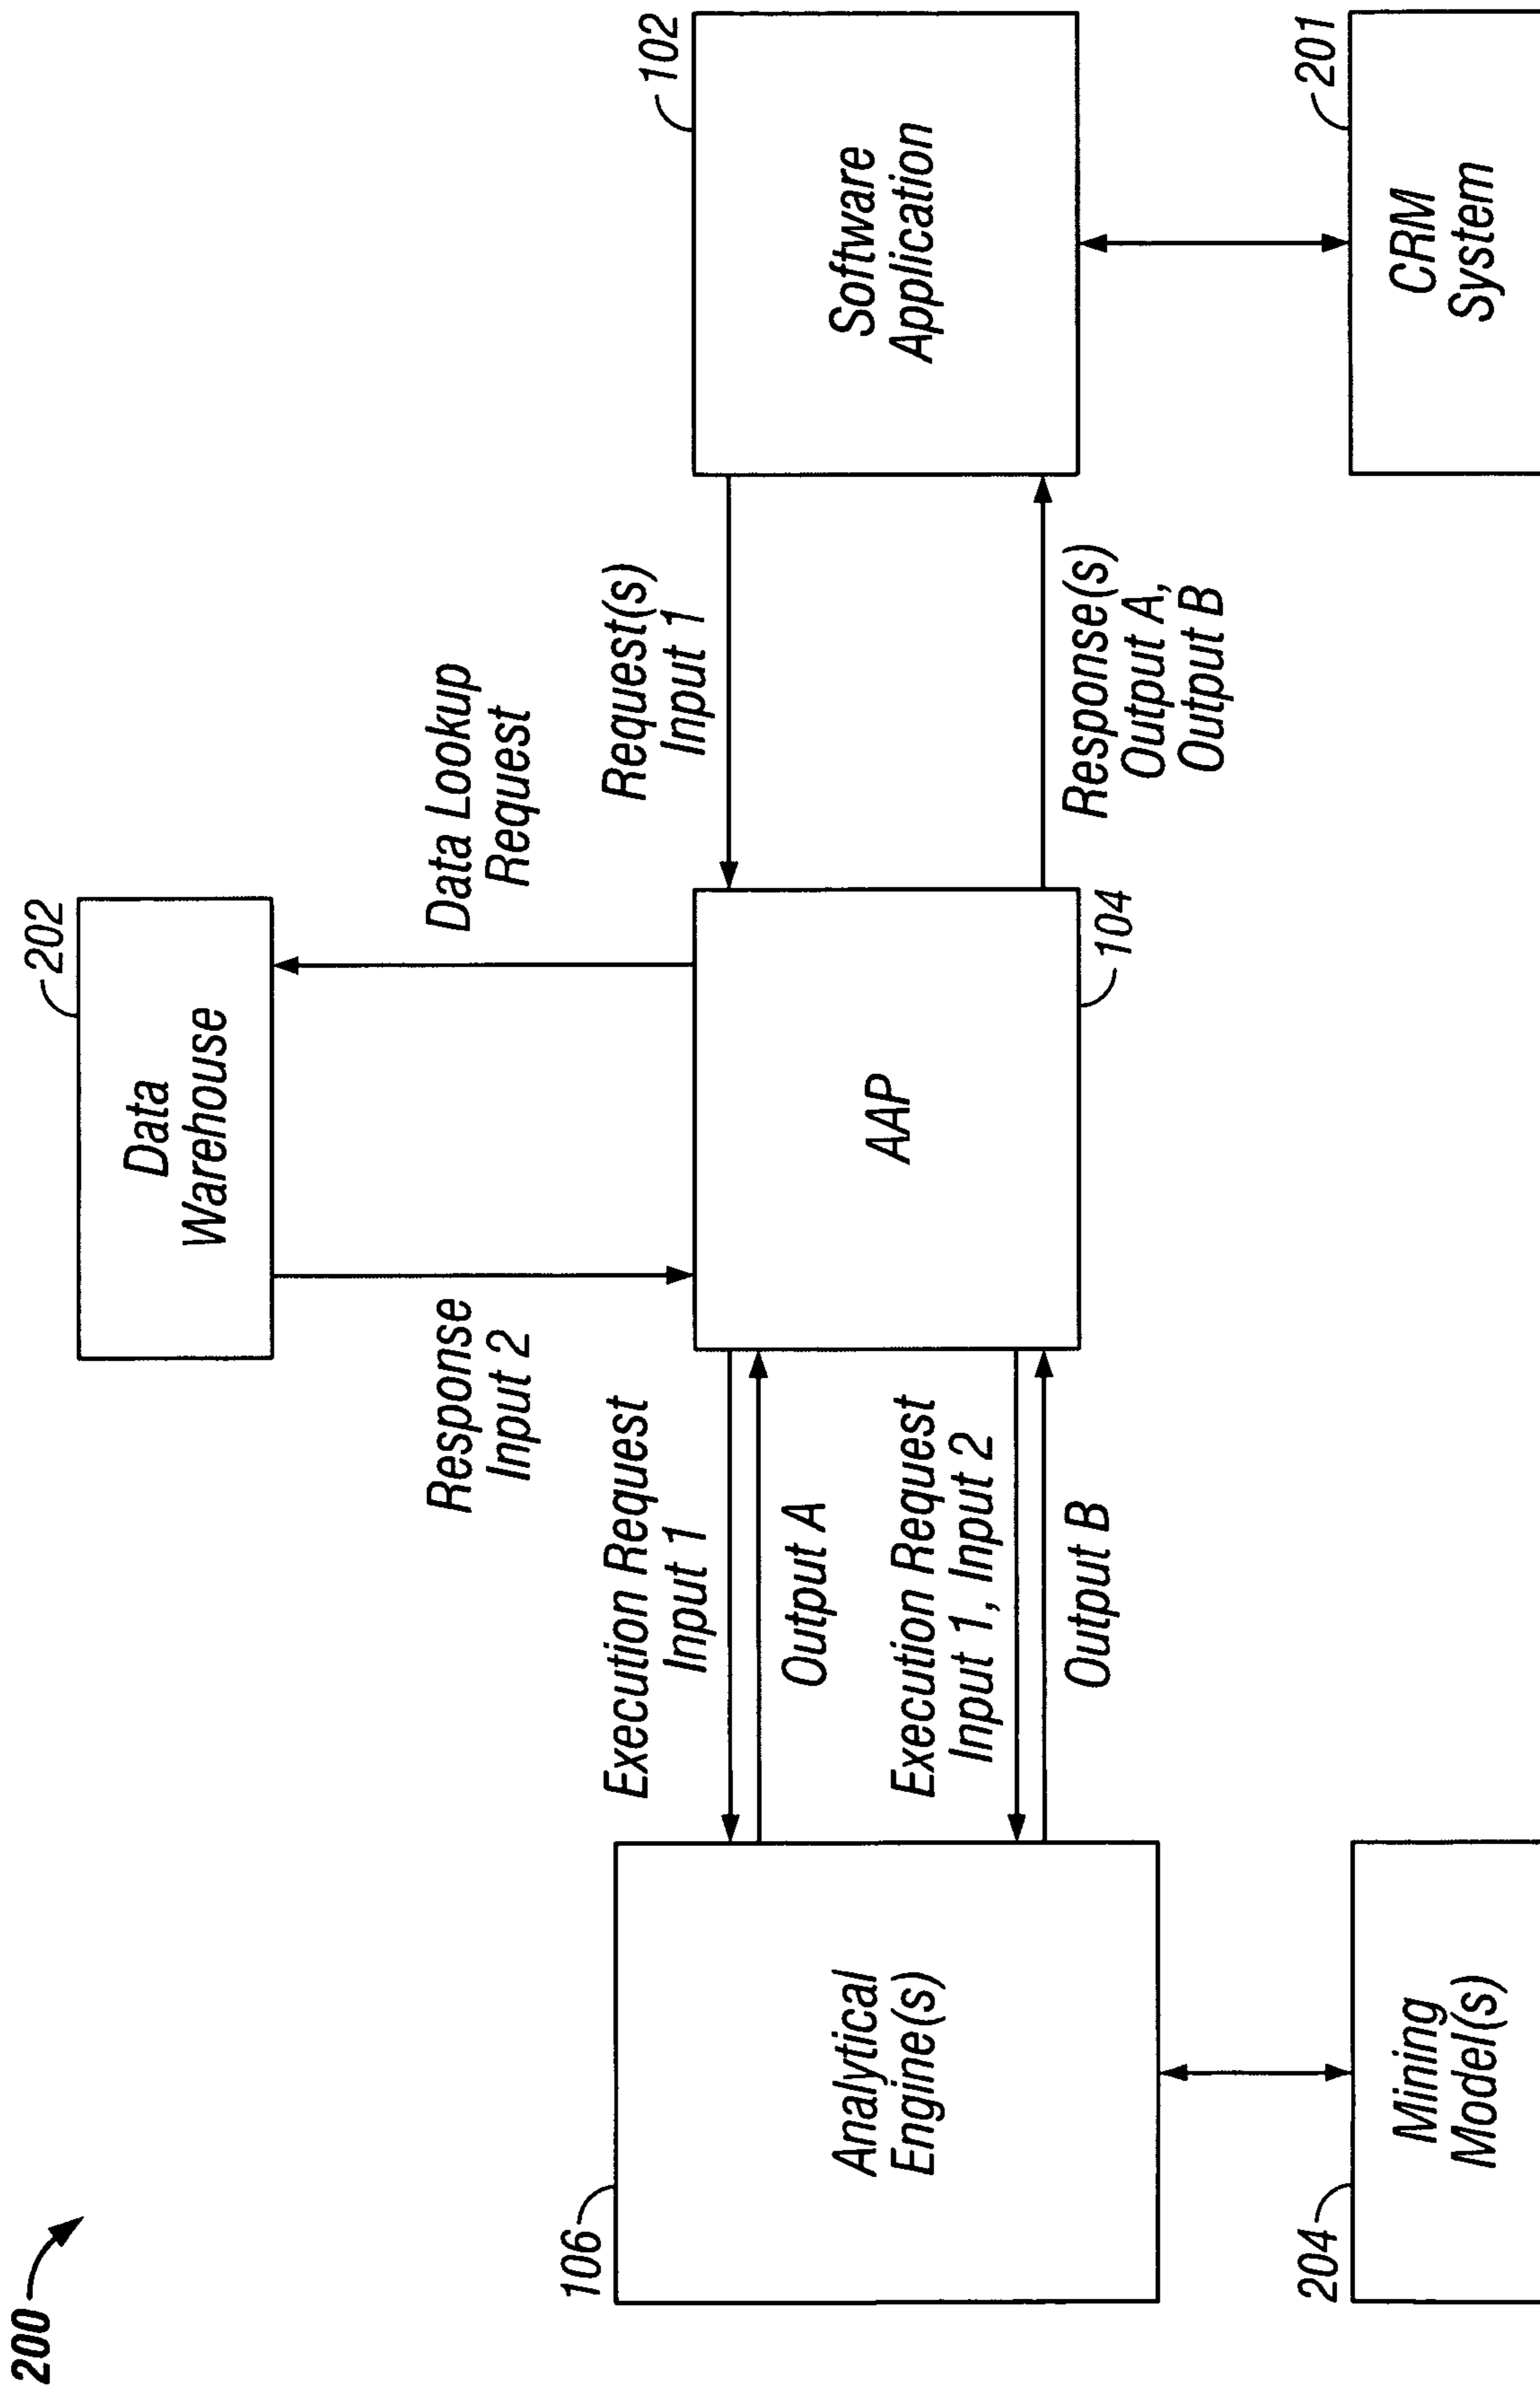 200
202
Data
Warehouse
Response
Input 2
Data Lookup
Request
106
Analytical
Engine(s)
Execution Request
Input 1
Output A
Execution Request
Input 1, Input 2
Output B
AAP
104
Request(s)
Input 1
Response(s)
Output A,
Output B
102
Software
Application
204
Mining
Model(s)
201
CRM
System